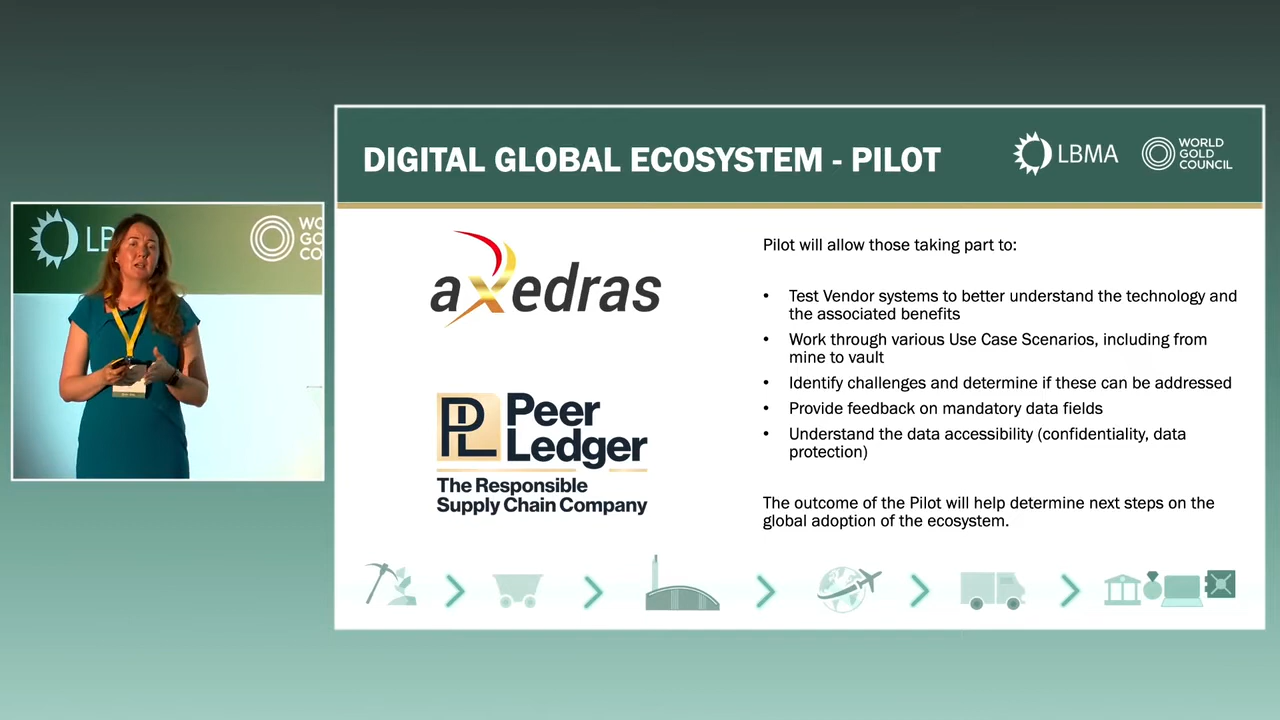 DIGITAL GLOBAL ECOSYSTEM - PILOT
LBMA
WORLD
GOLD
COUNCIL
LB
WO
GO
CO
axedras
Peer
Ledger
The Responsible
Supply Chain Company
Pilot will allow those taking part to:
• Test Vendor systems to better understand the technology and
the associated benefits
• Work through various Use Case Scenarios, including from
mine to vault
• Identify challenges and determine if these can be addressed
• Provide feedback on mandatory data fields
• Understand the data accessibility (confidentiality, data
protection)
The outcome of the Pilot will help determine next steps on the
global adoption of the ecosystem.